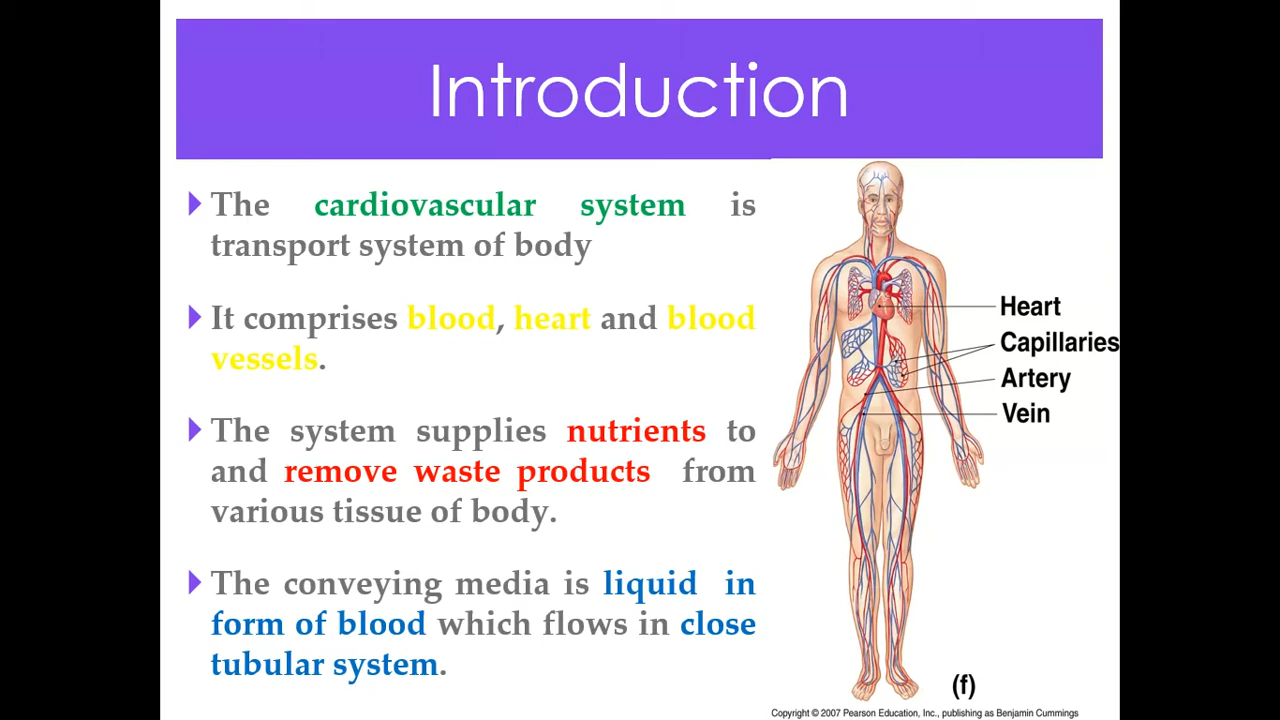 Introduction
The cardiovascular system is
transport system of body
It comprises blood, heart and blood
vessels.
The system supplies nutrients to
and remove waste products from
various tissue of body.
The conveying media is liquid in
form of blood which flows in close
tubular system.
Heart
Capillaries
Artery
Vein
(f)
Copyright © 2007 Pearson Education, Inc., publishing as Benjamin Cummings